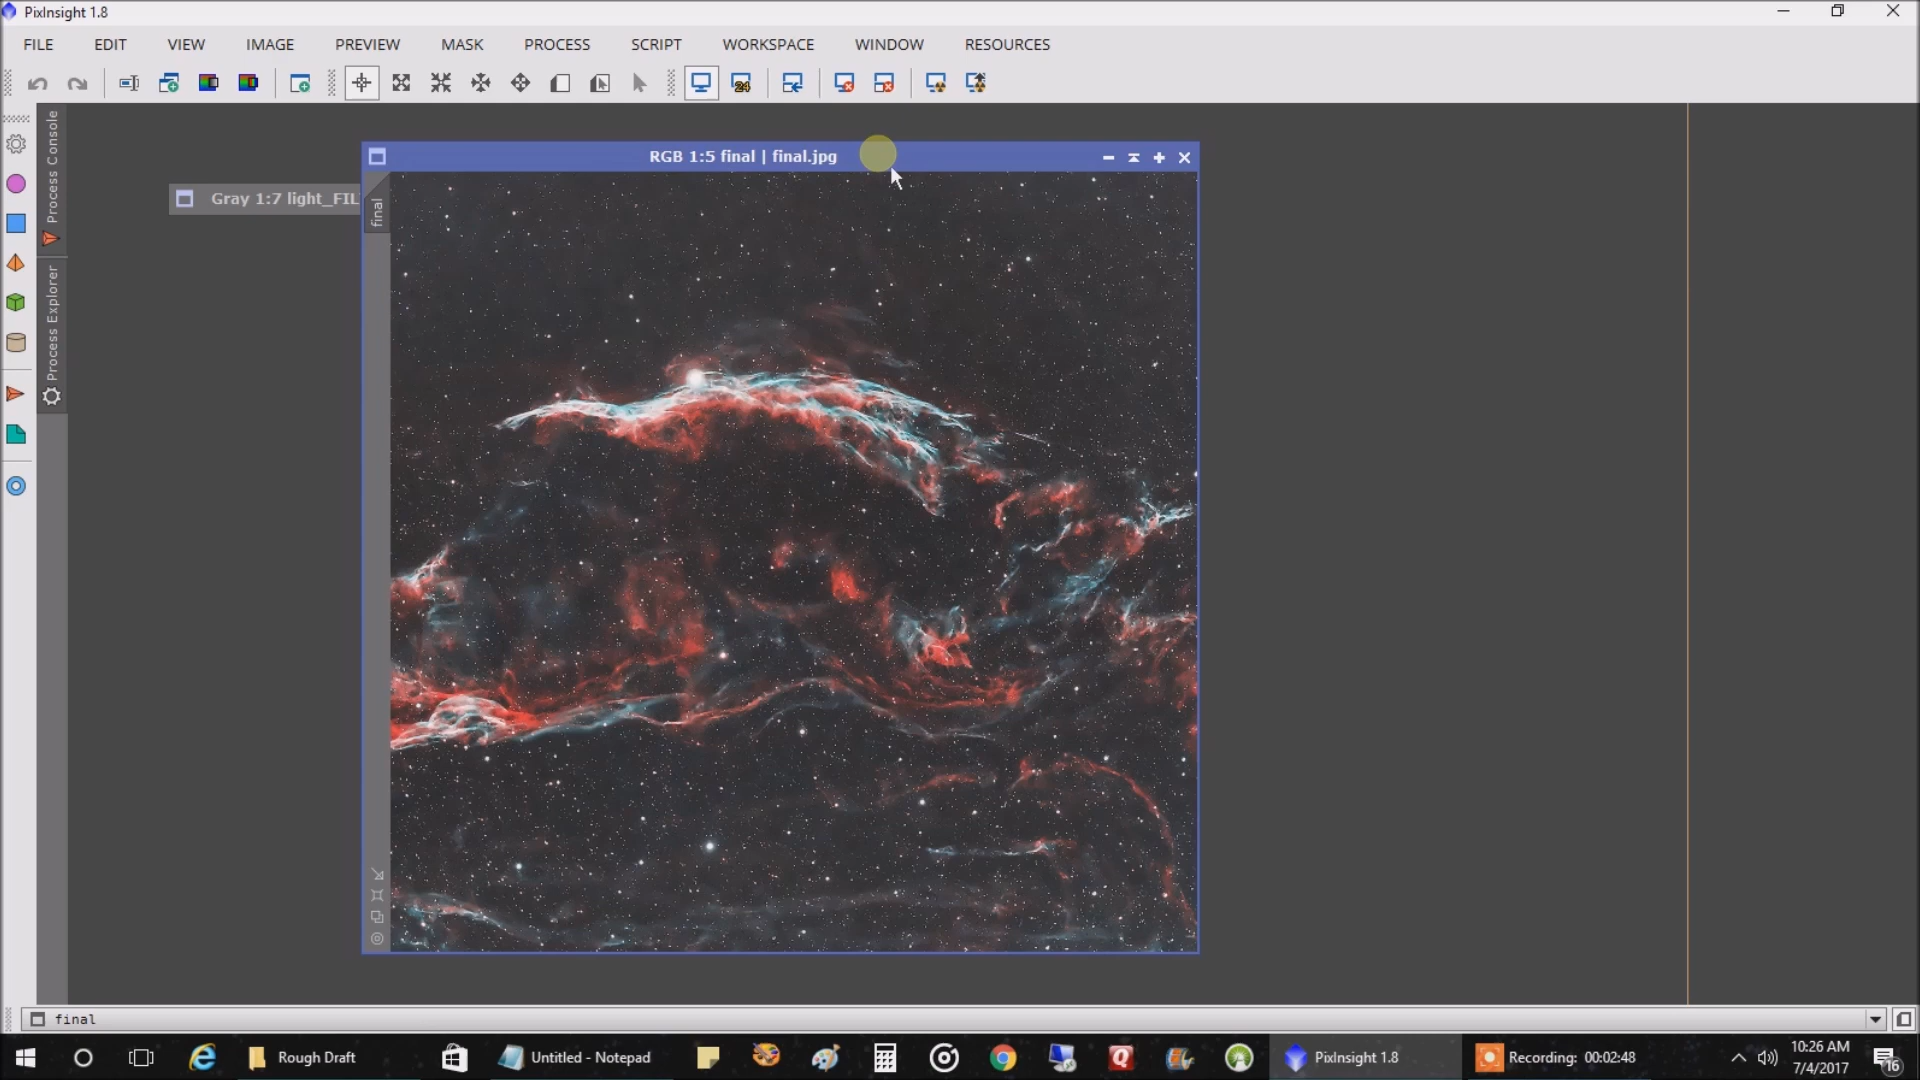 PixInsight 1.8
FILE EDIT VIEW IMAGE PREVIEW MASK PROCESS SCRIPT WORKSPACE WINDOW RESOURCES
24
Process Console
Process Explorer
Gray 1:7 light_FIL
RGB 1:5 final | final.jpg
final
final
Rough Draft
Untitled - Notepad
PixInsight 1.8
Recording: 00:02:48
10:26 AM
7/4/2017
16